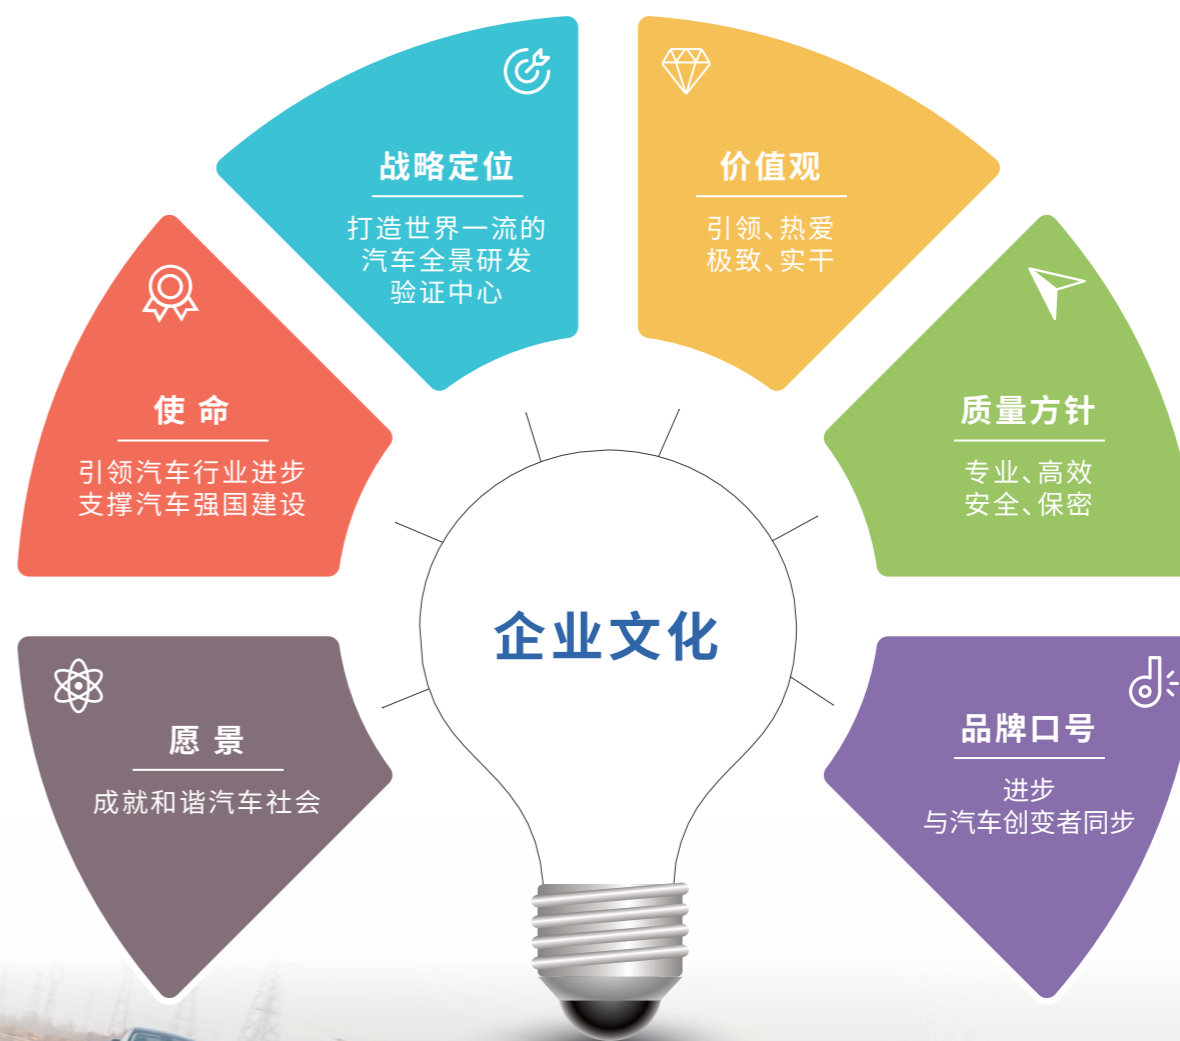 战略定位
打造世界一流的
汽车全景研发
验证中心
价值观
引领、热爱
极致、实干
使命
引领汽车行业进步
支撑汽车强国建设
质量方针
专业、高效
安全、保密
企业文化
愿景
成就和谐汽车社会
品牌口号
进步
与汽车创变者同步